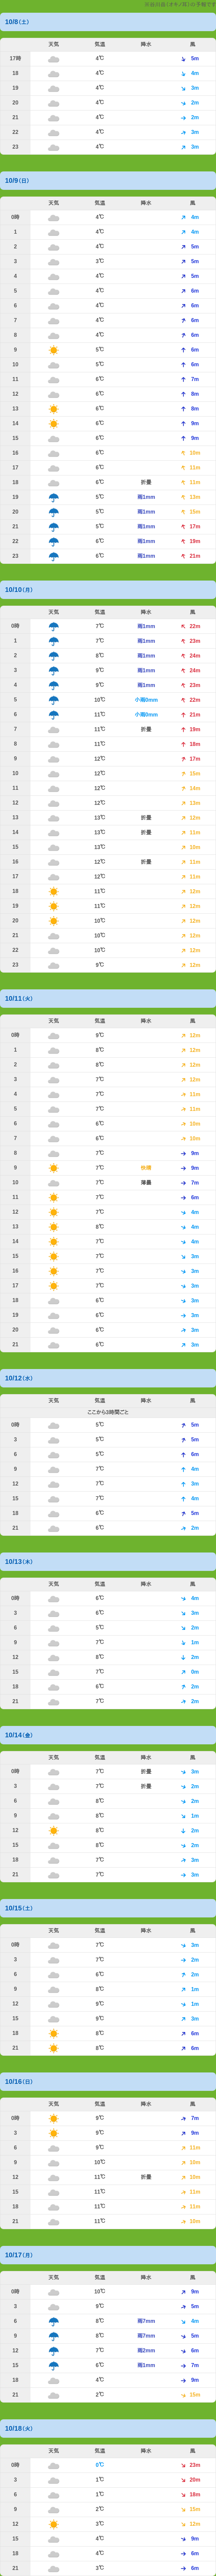 10/8(土)
天気 気温 降水 風
17時 4℃ 5m
18 4℃ 4m
19 4℃ 3m
20 4℃ 2m
21 4℃ 2m
22 4℃ 3m
23 4℃ 3m
10/9(日)
天気 気温 降水 風
0時 4℃ 4m
1 4℃ 4m
2 4℃ 5m
3 3℃ 5m
4 4℃ 5m
5 4℃ 6m
6 4℃ 6m
7 4℃ 6m
8 4℃ 6m
9 5℃ 6m
10 5℃ 6m
11 6℃ 7m
12 6℃ 8m
13 6℃ 8m
14 6℃ 9m
15 6℃ 9m
16 6℃ 10m
17 6℃ 11m
18 6℃ 折曇 11m
19 5℃ 雨1mm 13m
20 5℃ 雨1mm 15m
21 5℃ 雨1mm 17m
22 6℃ 雨1mm 19m
23 6℃ 雨1mm 21m
10/10(月)
天気 気温 降水 風
0時 7℃ 雨1mm 22m
1 7℃ 雨1mm 23m
2 8℃ 雨1mm 24m
3 9℃ 雨1mm 24m
4 9℃ 雨1mm 23m
5 10℃ 小雨0mm 22m
6 11℃ 小雨0mm 21m
7 11℃ 折曇 19m
8 11℃ 18m
9 12℃ 17m
10 12℃ 15m
11 12℃ 14m
12 12℃ 13m
13 13℃ 折曇 12m
14 13℃ 折曇 11m
15 13℃ 10m
16 12℃ 折曇 11m
17 12℃ 11m
18 11℃ 12m
19 11℃ 12m
20 10℃ 12m
21 10℃ 12m
22 10℃ 12m
23 9℃ 12m
10/11(火)
天気 気温 降水 風
0時 9℃ 12m
1 8℃ 12m
2 8℃ 12m
3 7℃ 12m
4 7℃ 11m
5 7℃ 11m
6 6℃ 10m
7 6℃ 10m
8 7℃ 9m
9 7℃ 快晴 9m
10 7℃ 薄曇 7m
11 7℃ 6m
12 7℃ 4m
13 8℃ 4m
14 7℃ 4m
15 7℃ 3m
16 7℃ 3m
17 7℃ 3m
18 6℃ 3m
19 6℃ 3m
20 6℃ 3m
21 6℃ 3m
10/12(水)
天気 気温 降水 風
ここから3時間ごと
0時 5℃ 5m
3 5℃ 5m
6 5℃ 6m
9 7℃ 4m
12 7℃ 3m
15 7℃ 4m
18 6℃ 5m
21 6℃ 2m
10/13(木)
天気 気温 降水 風
0時 6℃ 4m
3 6℃ 3m
6 5℃ 2m
9 7℃ 1m
12 8℃ 2m
15 7℃ 0m
18 6℃ 2m
21 7℃ 2m
10/14(金)
天気 気温 降水 風
0時 7℃ 折曇 3m
3 7℃ 折曇 2m
6 8℃ 2m
9 8℃ 1m
12 8℃ 2m
15 8℃ 2m
18 7℃ 3m
21 7℃ 3m
10/15(土)
天気 気温 降水 風
0時 7℃ 3m
3 7℃ 2m
6 6℃ 2m
9 8℃ 1m
12 9℃ 1m
15 9℃ 3m
18 8℃ 6m
21 8℃ 6m
10/16(日)
天気 気温 降水 風
0時 9℃ 7m
3 9℃ 9m
6 9℃ 11m
9 10℃ 10m
12 11℃ 折曇 10m
15 11℃ 11m
18 11℃ 11m
21 11℃ 10m
10/17(月)
天気 気温 降水 風
0時 10℃ 9m
3 9℃ 5m
6 8℃ 雨7mm 4m
9 8℃ 雨7mm 5m
12 7℃ 雨2mm 6m
15 6℃ 雨1mm 7m
18 4℃ 9m
21 2℃ 15m
10/18(火)
天気 気温 降水 風
0時 0℃ 23m
3 1℃ 20m
6 1℃ 18m
9 2℃ 15m
12 3℃ 12m
15 4℃ 9m
18 4℃ 6m
21 3℃ 6m